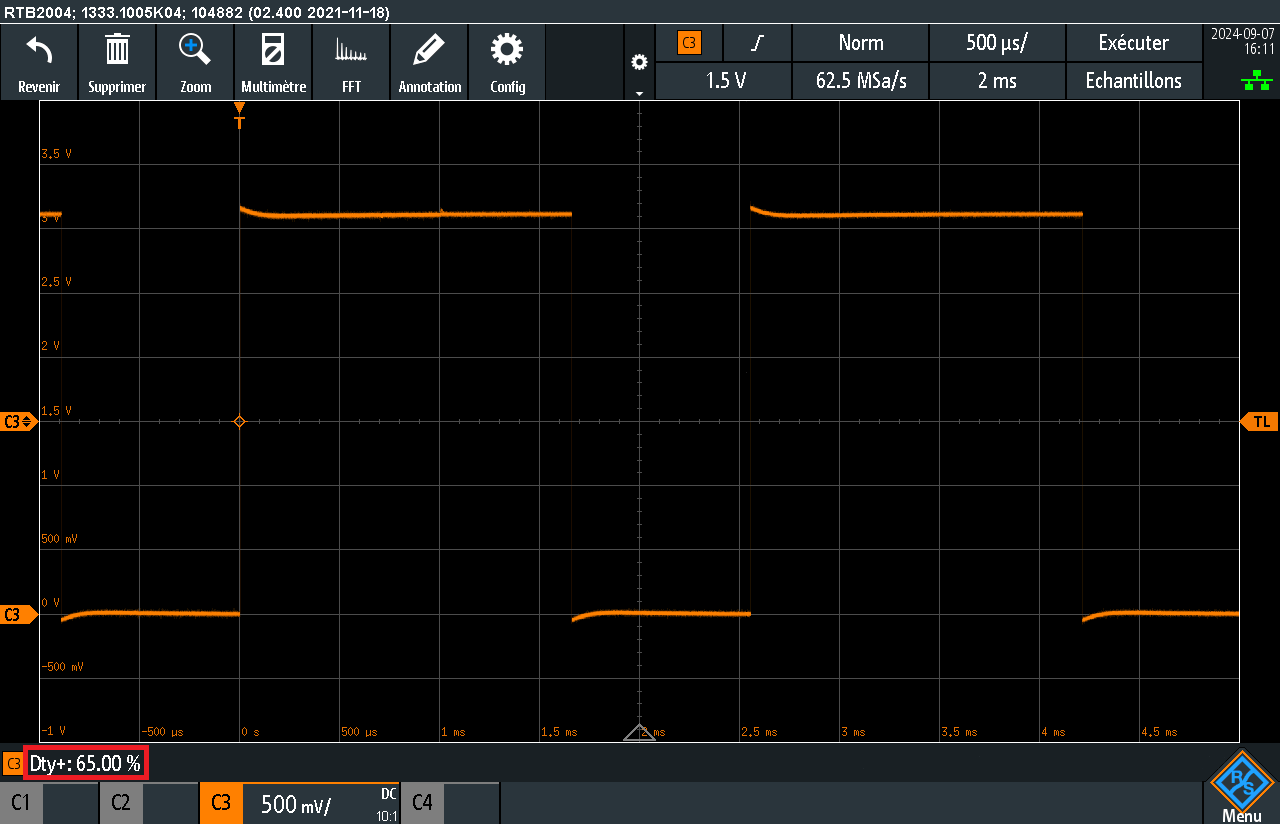 RTB2004; 1333.1005K04; 104882 (02.400 2021-11-18)
Revenir
Supprimer
Zoom
Multimètre
FFT
Annotation
Config
C3
Norm
500 µs/
Exécuter
1.5 V
62.5 MSa/s
2 ms
Echantillons
2024-09-07
16:11
T
3.5 V
3 V
2.5 V
2 V
1.5 V
C3
TL
1 V
500 mV
0 V
C3
-500 mV
-1 V
-500 µs
0 s
500 µs
1 ms
1.5 ms
2 ms
2.5 ms
3 ms
3.5 ms
4 ms
4.5 ms
C3 Dty+: 65.00 %
C1
C2
C3
500 mV/
DC
10:1
C4
R S
Menu